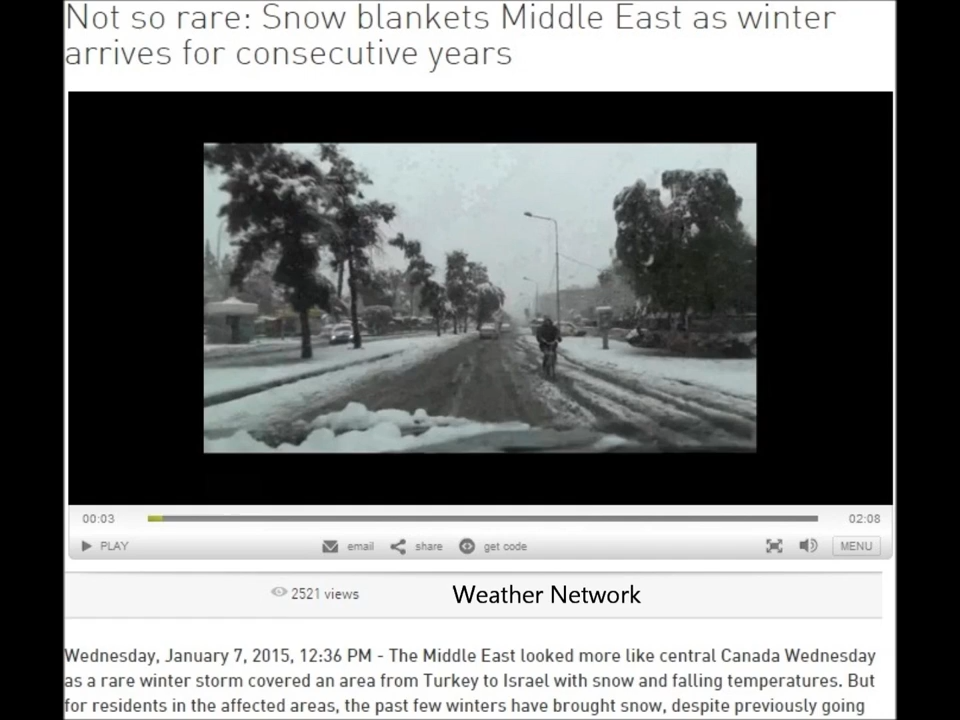 Not so rare: Snow blankets Middle East as winter
arrives for consecutive years
00:03
02:08
PLAY
email
share
get code
MENU
2521 views
Weather Network
Wednesday, January 7, 2015, 12:36 PM - The Middle East looked more like central Canada Wednesday
as a rare winter storm covered an area from Turkey to Israel with snow and falling temperatures. But
for residents in the affected areas, the past few winters have brought snow, despite previously going